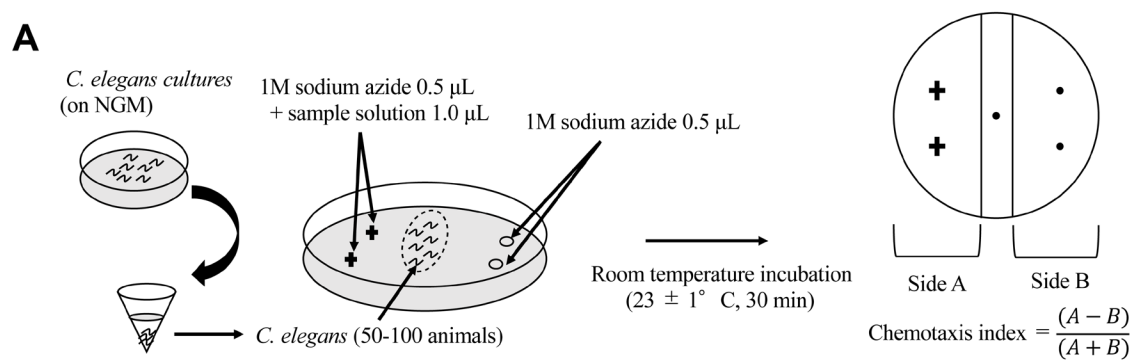 A
C. elegans cultures
(on NGM)
1M sodium azide 0.5 μL
+ sample solution 1.0 μL
1M sodium azide 0.5 μL
C. elegans (50-100 animals)
Room temperature incubation
(23 ± 1° C, 30 min)
Side A
Side B
Chemotaxis index = (A − B)
(A + B)